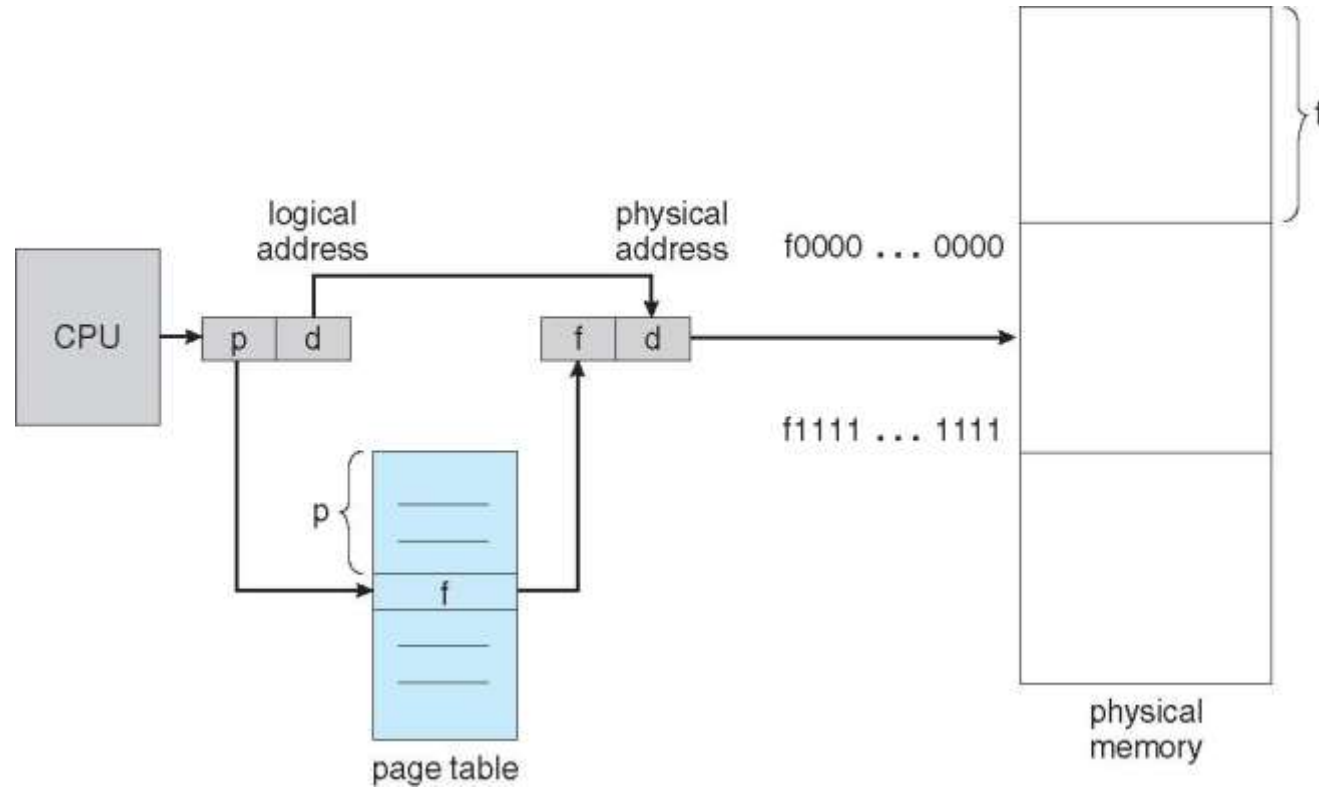 f
logical
address
physical
address
f0000 ... 0000
CPU
p
d
f
d
f1111 ... 1111
p
f
physical
memory
page table